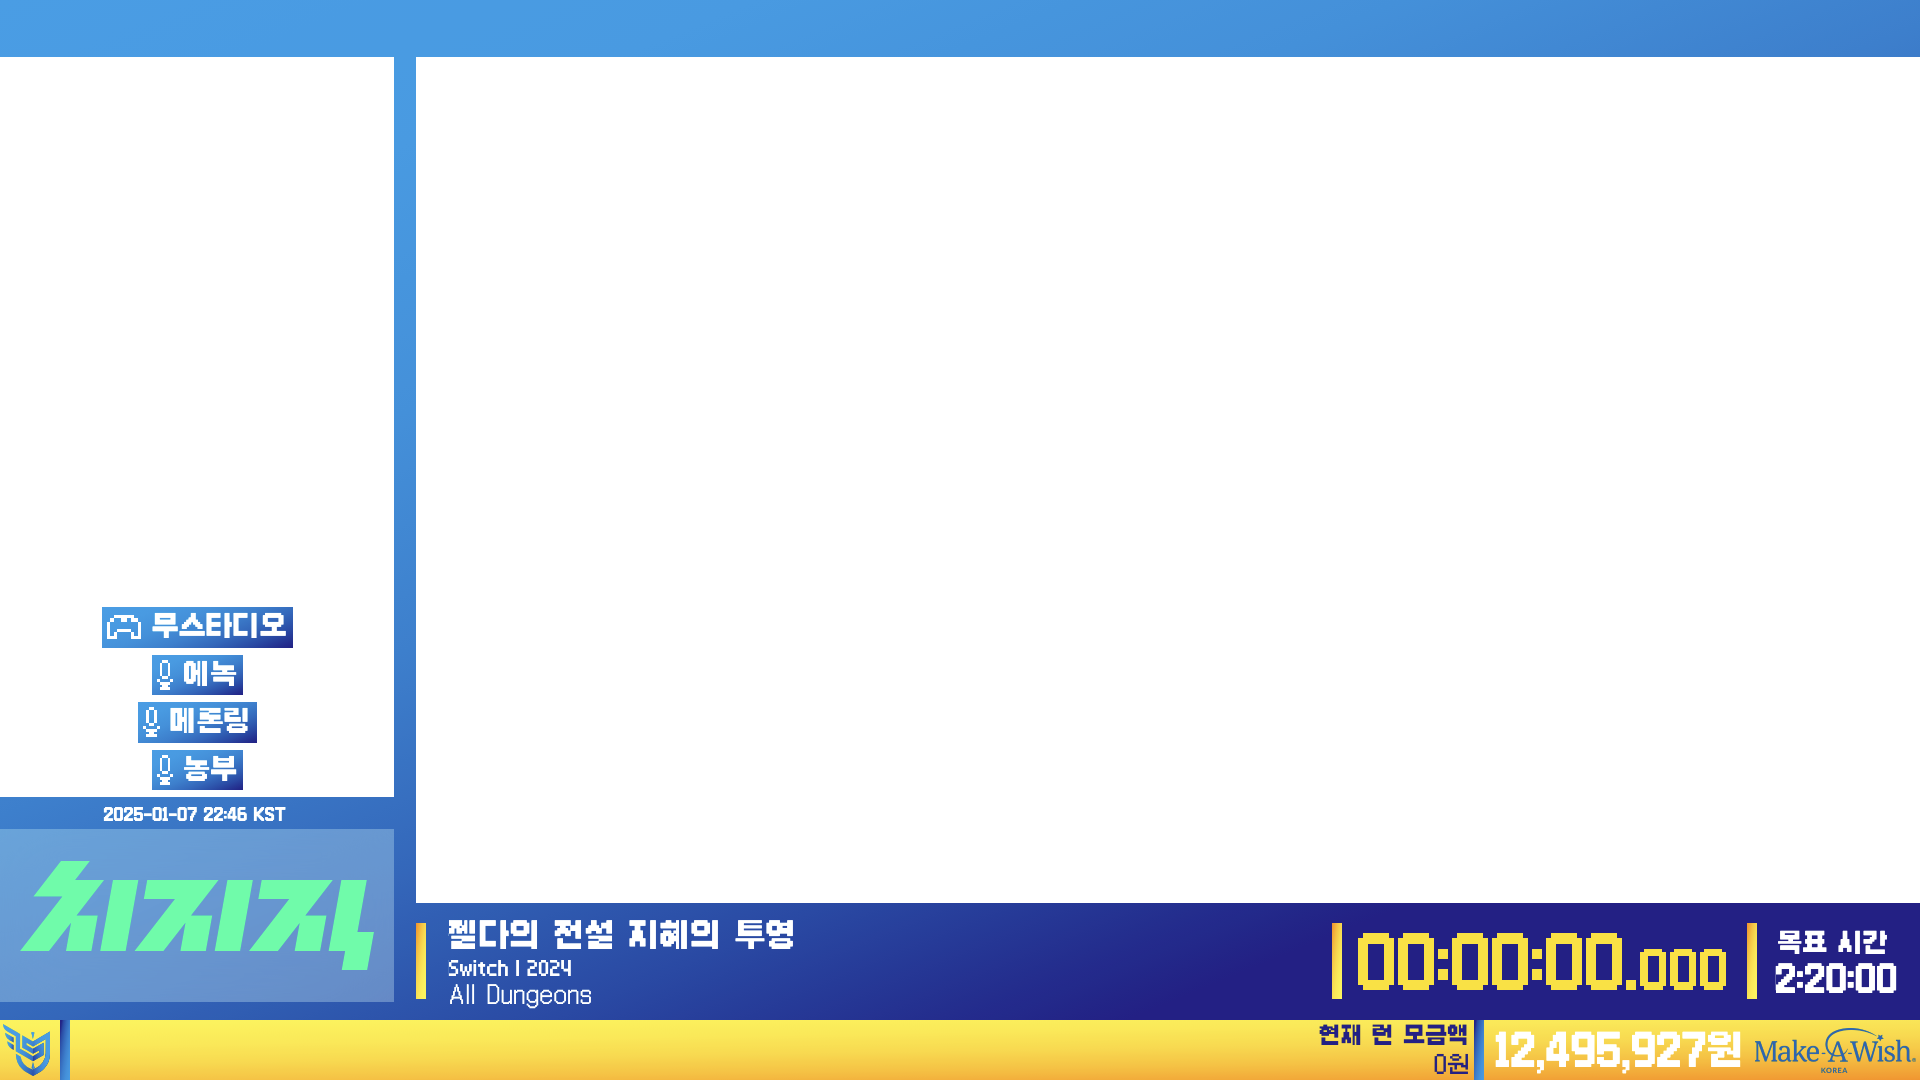 무스타디오
에녹
메론링
농부
2025-01-07 22:46 KST
치지직
젤다의 전설 지혜의 투영
Switch | 2024
All Dungeons
00:00:00.000
목표 시간
2:20:00
현재 런 모금액
0원
12,495,927원
Make-A-Wish®
KOREA